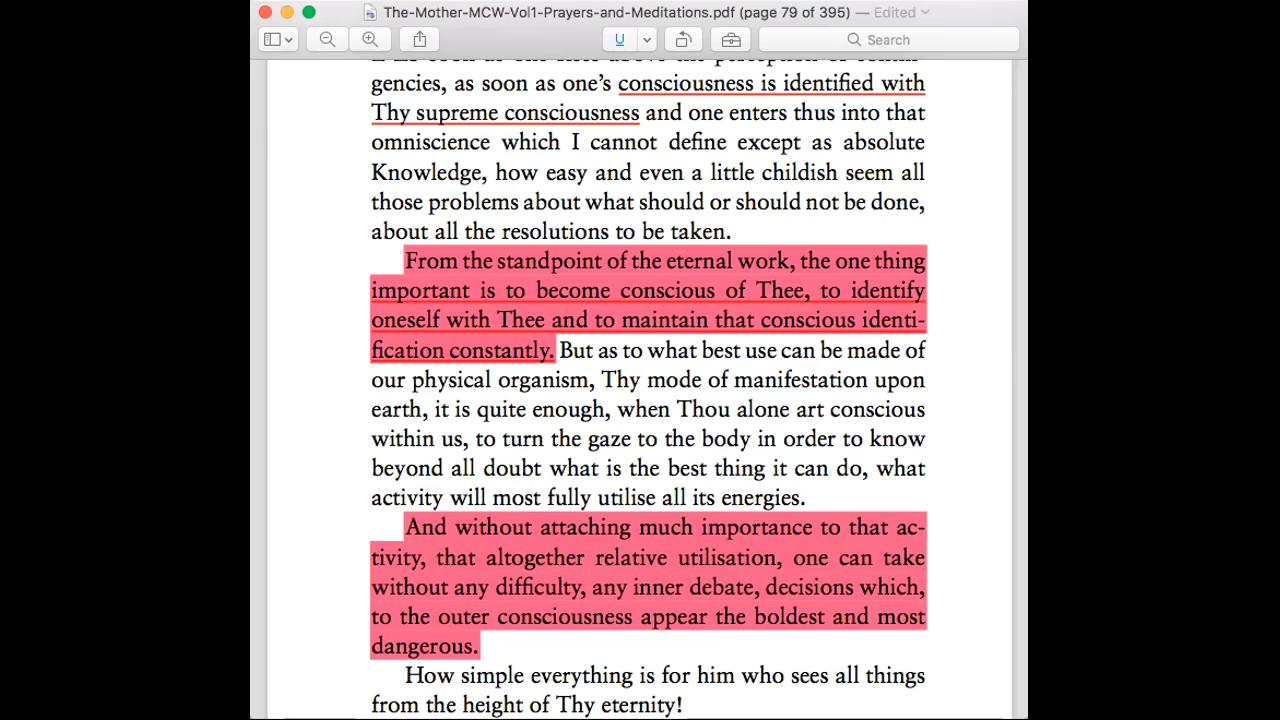 The-Mother-MCW-Vol1-Prayers-and-Meditations.pdf (page 79 of 395) — Edited
U
Search
gencies, as soon as one's consciousness is identified with
Thy supreme consciousness and one enters thus into that
omniscience which I cannot define except as absolute
Knowledge, how easy and even a little childish seem all
those problems about what should or should not be done,
about all the resolutions to be taken.
From the standpoint of the eternal work, the one thing
important is to become conscious of Thee, to identify
oneself with Thee and to maintain that conscious identi-
fication constantly. But as to what best use can be made of
our physical organism, Thy mode of manifestation upon
earth, it is quite enough, when Thou alone art conscious
within us, to turn the gaze to the body in order to know
beyond all doubt what is the best thing it can do, what
activity will most fully utilise all its energies.
And without attaching much importance to that ac-
tivity, that altogether relative utilisation, one can take
without any difficulty, any inner debate, decisions which,
to the outer consciousness appear the boldest and most
dangerous.
How simple everything is for him who sees all things
from the height of Thy eternity!